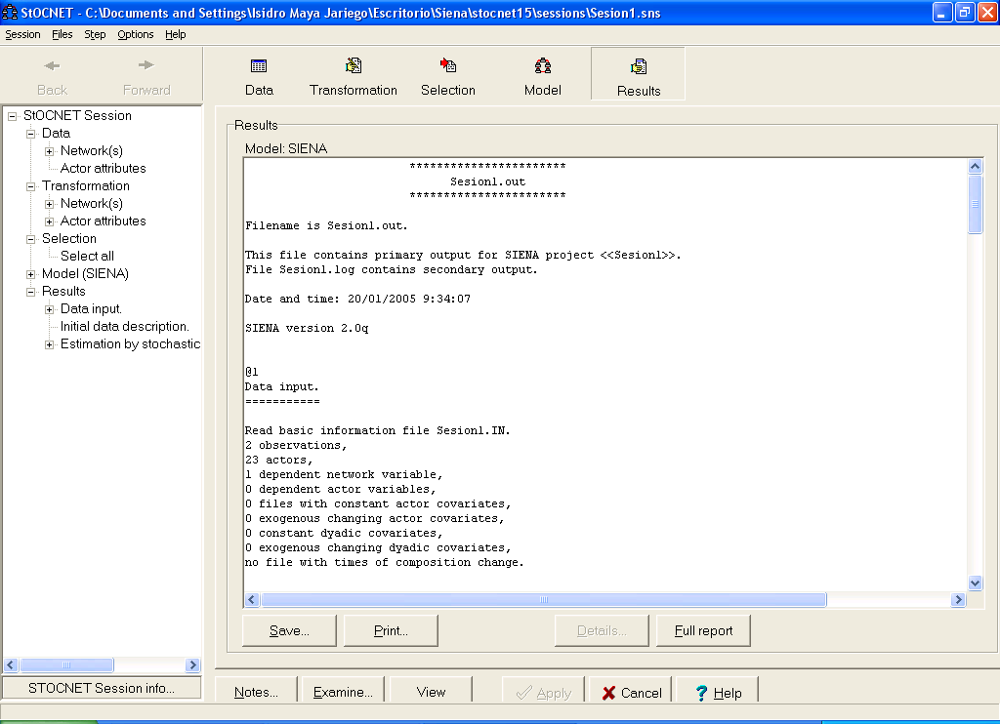 StOCNET - C:\Documents and Settings\Isidro Maya Jariego\Escritorio\Siena\stocnet15\sessions\Sesion1.sns
Session Files Step Options Help
Back Forward Data Transformation Selection Model Results
StOCNET Session
Data
Network(s)
Actor attributes
Transformation
Network(s)
Actor attributes
Selection
Select all
Model (SIENA)
Results
Data input.
Initial data description.
Estimation by stochastic
STOCNET Session info...
Results
Model: SIENA
***********************
Sesion1.out
***********************
Filename is Sesion1.out.
This file contains primary output for SIENA project <<Sesion1>>.
File Sesion1.log contains secondary output.
Date and time: 20/01/2005 9:34:07
SIENA version 2.0q
@1
Data input.
===========
Read basic information file Sesion1.IN.
2 observations,
23 actors,
1 dependent network variable,
0 dependent actor variables,
0 files with constant actor covariates,
0 exogenous changing actor covariates,
0 constant dyadic covariates,
0 exogenous changing dyadic covariates,
no file with times of composition change.
Save... Print... Details... Full report
Notes... Examine... View Apply Cancel Help